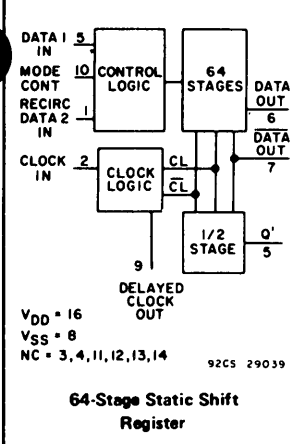 DATA 1 5
IN
MODE 10
CONT
RECIRC
DATA 2 1
IN
CONTROL
LOGIC
64
STAGES
DATA
OUT
6
DATA
OUT
7
CLOCK 2
IN
CLOCK
LOGIC
CL
CL
1/2
STAGE
Q'
5
9
DELAYED
CLOCK
OUT
VDD = 16
VSS = 8
NC = 3,4,11,12,13,14
92CS 29039
64-Stage Static Shift
Register